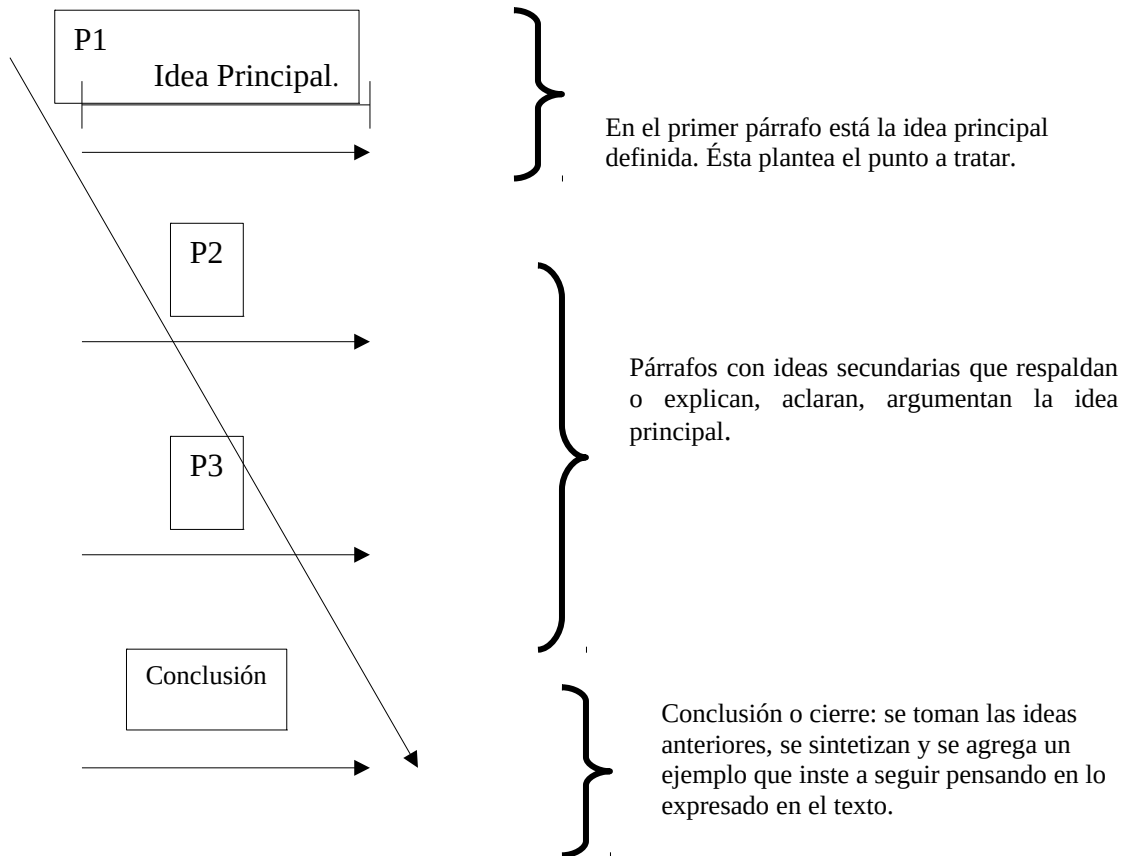 P1
Idea Principal.
En el primer párrafo está la idea principal
definida. Ésta plantea el punto a tratar.
P2
Párrafos con ideas secundarias que respaldan
o explican, aclaran, argumentan la idea
principal.
P3
Conclusión
Conclusión o cierre: se toman las ideas
anteriores, se sintetizan y se agrega un
ejemplo que inste a seguir pensando en lo
expresado en el texto.